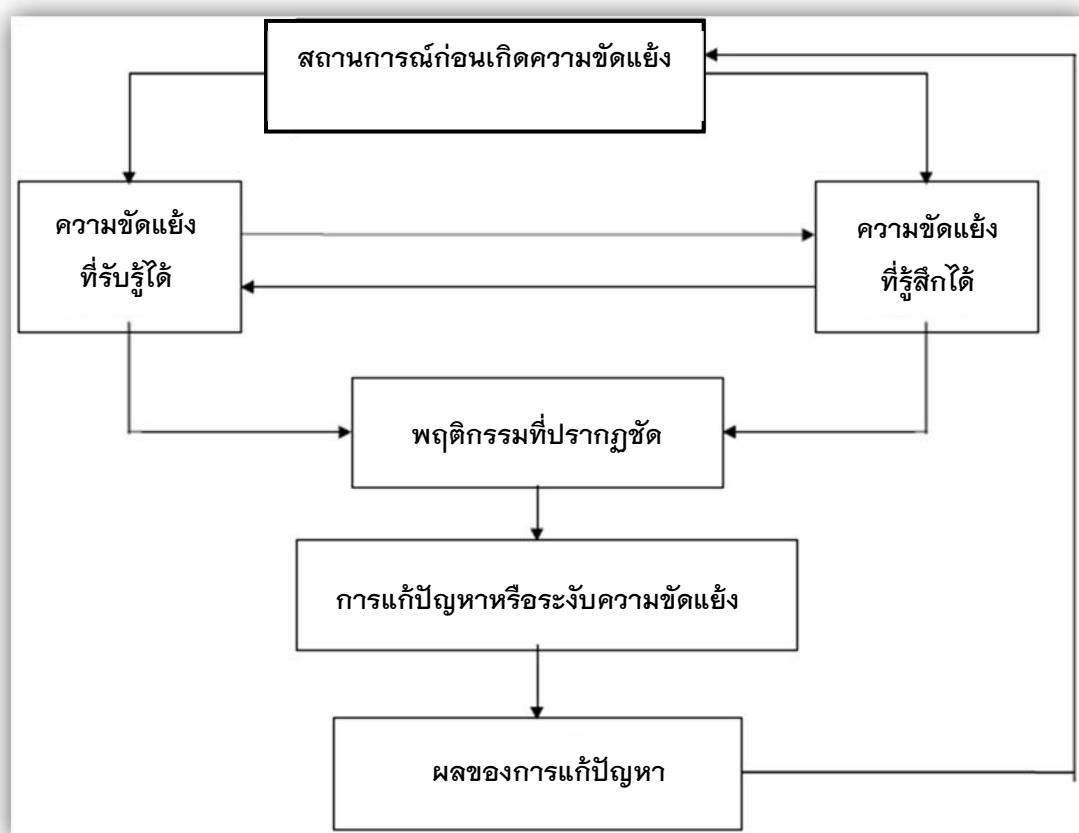 สถานการณ์ก่อนเกิดความขัดแย้ง
ความขัดแย้ง
ที่รับรู้ได้
ความขัดแย้ง
ที่รู้สึกได้
พฤติกรรมที่ปรากฏชัด
การแก้ปัญหาหรือระงับความขัดแย้ง
ผลของการแก้ปัญหา